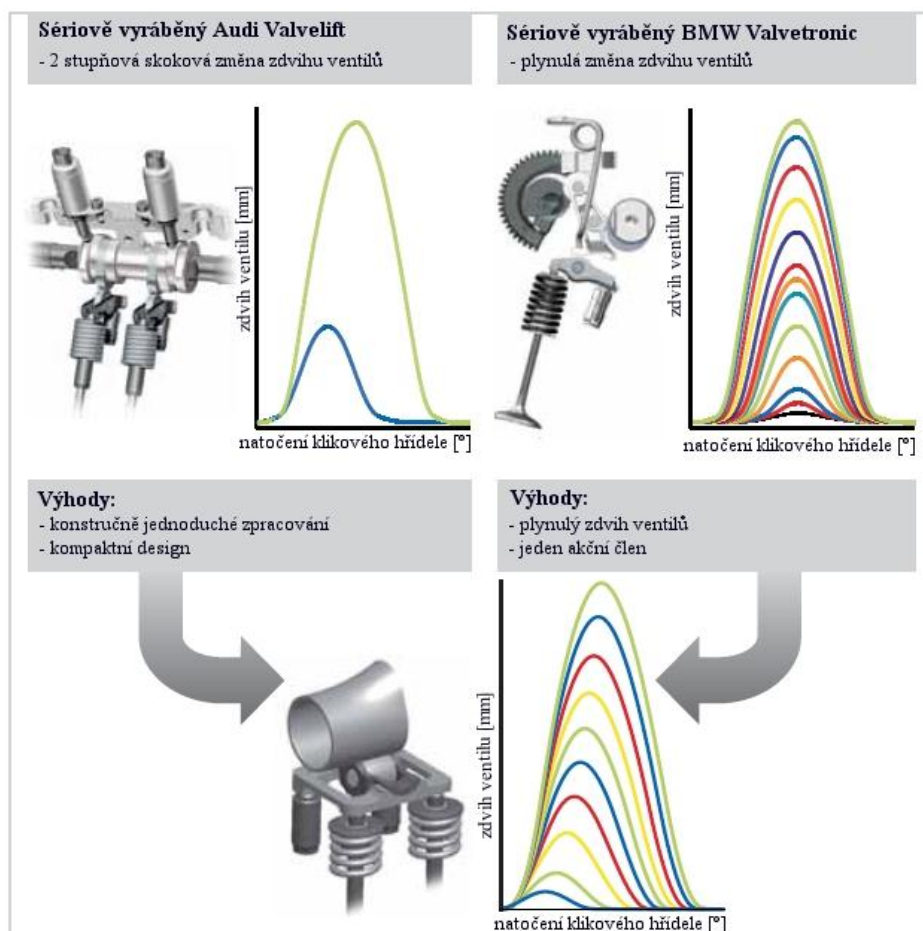 Sériově vyráběný Audi Valvelift
- 2 stupňová skoková změna zdvihu ventilů
Sériově vyráběný BMW Valvetronic
- plynulá změna zdvihu ventilů
zdvih ventilu [mm]
natočení klikového hřídele [°]
zdvih ventilu [mm]
natočení klikového hřídele [°]
Výhody:
- konstručně jednoduché zpracování
- kompaktní design
Výhody:
- plynulý zdvih ventilů
- jeden akční člen
zdvih ventilu [mm]
natočení klikového hřídele [°]